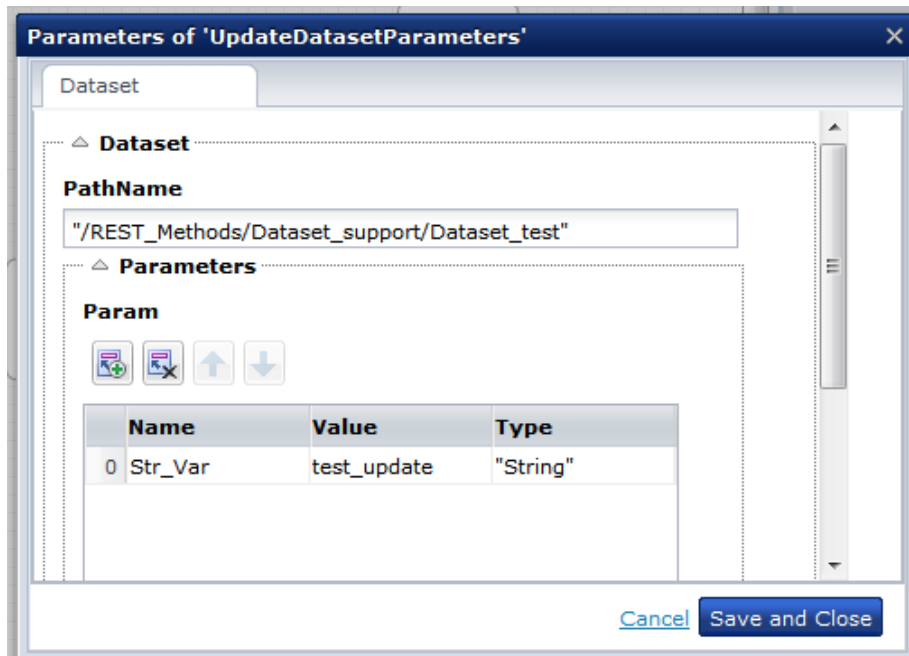 Parameters of 'UpdateDatasetParameters'
Dataset
Dataset
PathName
"/REST_Methods/Dataset_support/Dataset_test"
Parameters
Param
Name Value Type
0 Str_Var test_update "String"
Cancel Save and Close